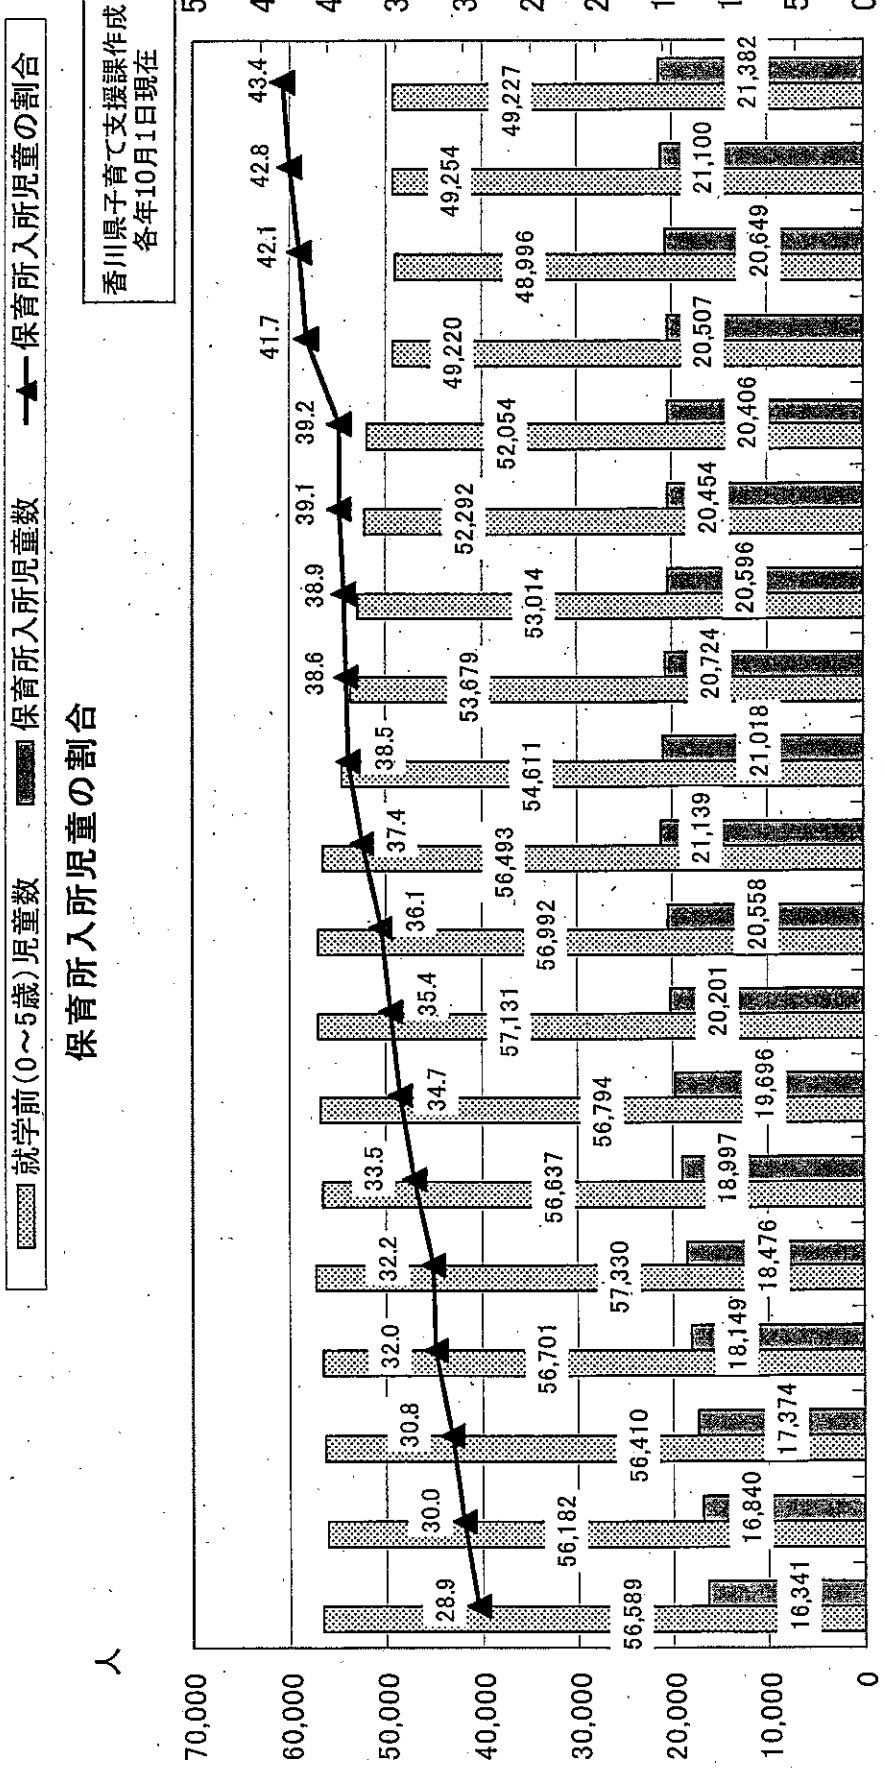 就学前(0～5歳)児童数 保育所入所児童数 保育所入所児童の割合
保育所入所児童の割合
香川県子育て支援課作成
各年10月1日現在
人
70,000
60,000
50,000
40,000
30,000
20,000
10,000
0
28.9 30.0 30.8 32.0 32.2 33.5 34.7 35.4 36.1 37.4 38.5 38.6 38.9 39.1 39.2 41.7 42.1 42.8 43.4
56,589 56,182 56,410 56,701 57,330 56,637 56,794 57,131 56,992 56,493 54,611 53,679 53,014 52,292 52,054 49,220 48,996 49,254 49,227
16,341 16,840 17,374 18,149 18,476 18,997 19,696 20,201 20,558 21,139 21,018 20,724 20,596 20,454 20,406 20,507 20,649 21,100 21,382